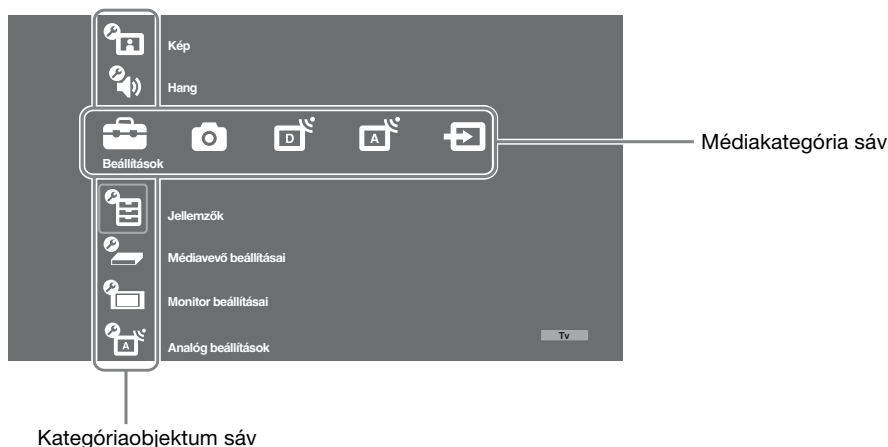 Kép
Hang
D
A
Beállítások
Médiakategória sáv
Jellemzők
Médiavevő beállításai
Monitor beállításai
A
Analóg beállítások
Tv
Kategóriaobjektum sáv